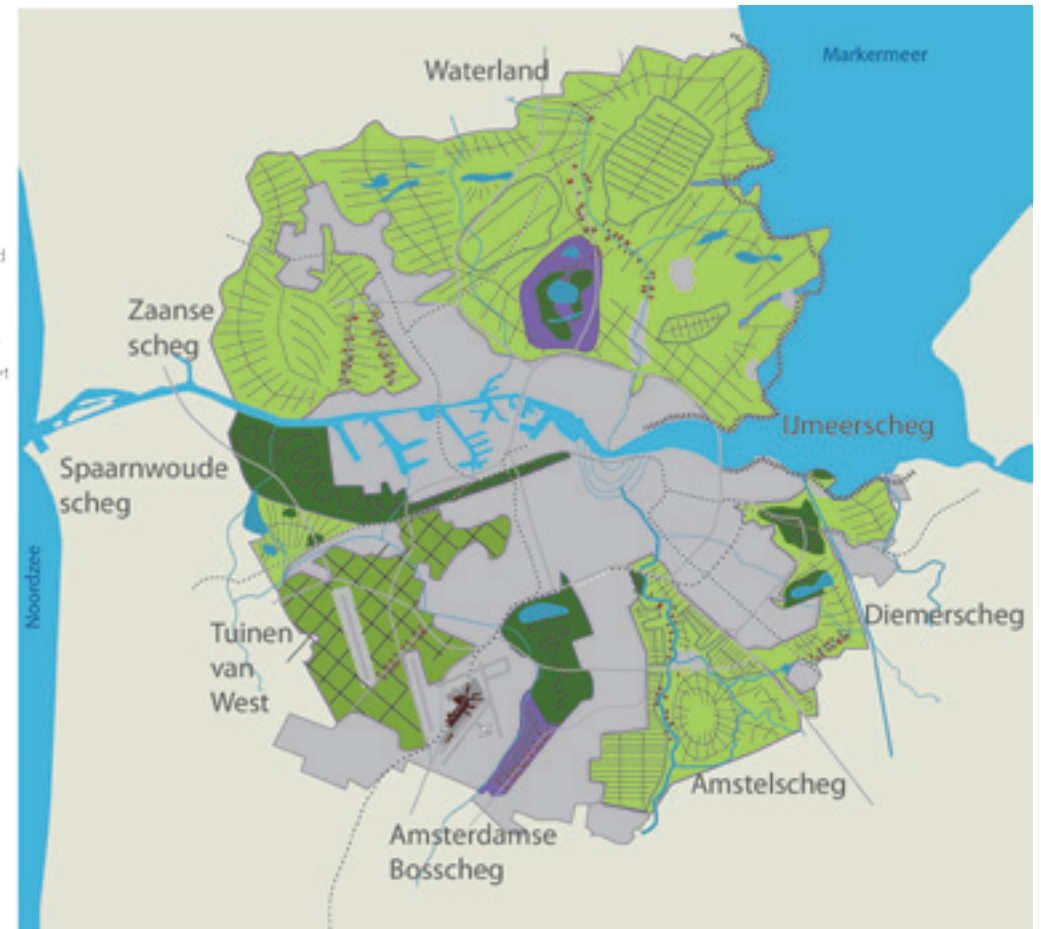 Markermeer
Waterland
Zaanse
scheg
IJmeerscheg
Spaarnwoude
scheg
Noordzee
Diemerscheg
Tuinen
van
West
Amstelscheg
Amsterdamse
Bosscheg